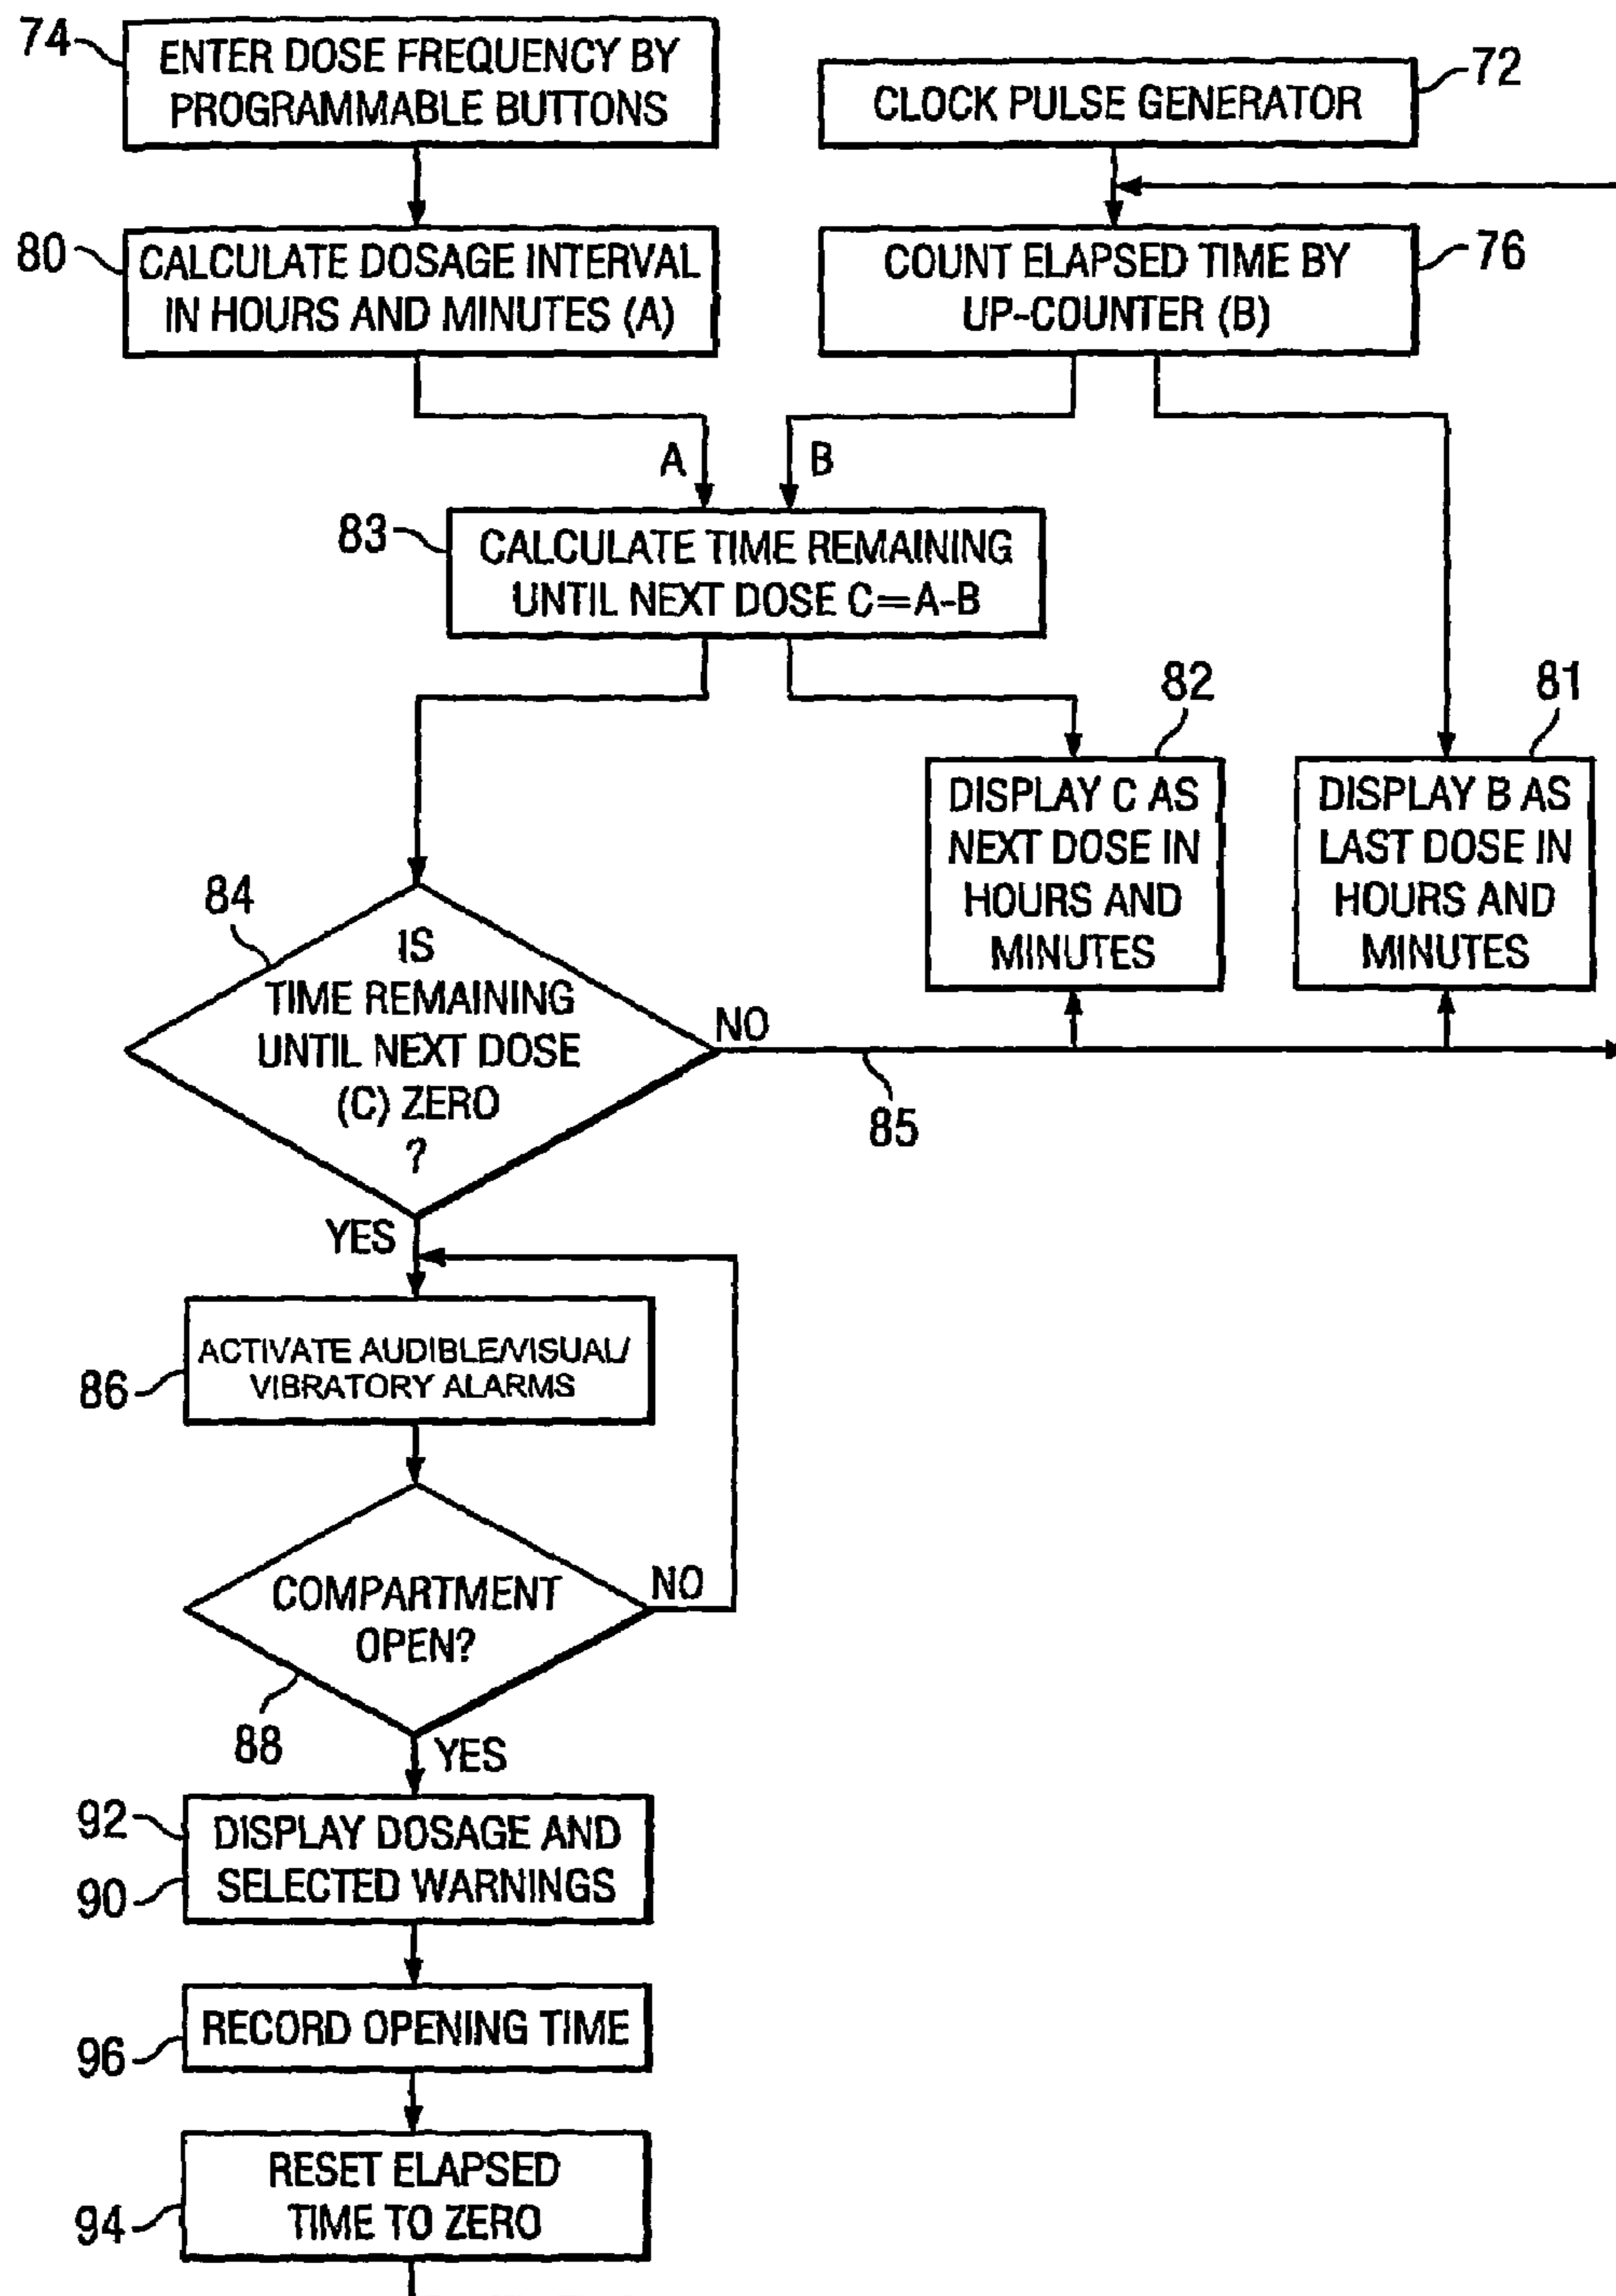 74
ENTER DOSE FREQUENCY BY
PROGRAMMABLE BUTTONS
CLOCK PULSE GENERATOR
72
80
CALCULATE DOSAGE INTERVAL
IN HOURS AND MINUTES (A)
COUNT ELAPSED TIME BY
UP-COUNTER (B)
76
A
B
83
CALCULATE TIME REMAINING
UNTIL NEXT DOSE C=A-B
82
81
DISPLAY C AS
NEXT DOSE IN
HOURS AND
MINUTES
DISPLAY B AS
LAST DOSE IN
HOURS AND
MINUTES
84
IS
TIME REMAINING
UNTIL NEXT DOSE
(C) ZERO
?
NO
85
YES
86
ACTIVATE AUDIBLE/VISUAL/
VIBRATORY ALARMS
COMPARTMENT
OPEN?
NO
88
YES
92
90
DISPLAY DOSAGE AND
SELECTED WARNINGS
96
RECORD OPENING TIME
94
RESET ELAPSED
TIME TO ZERO